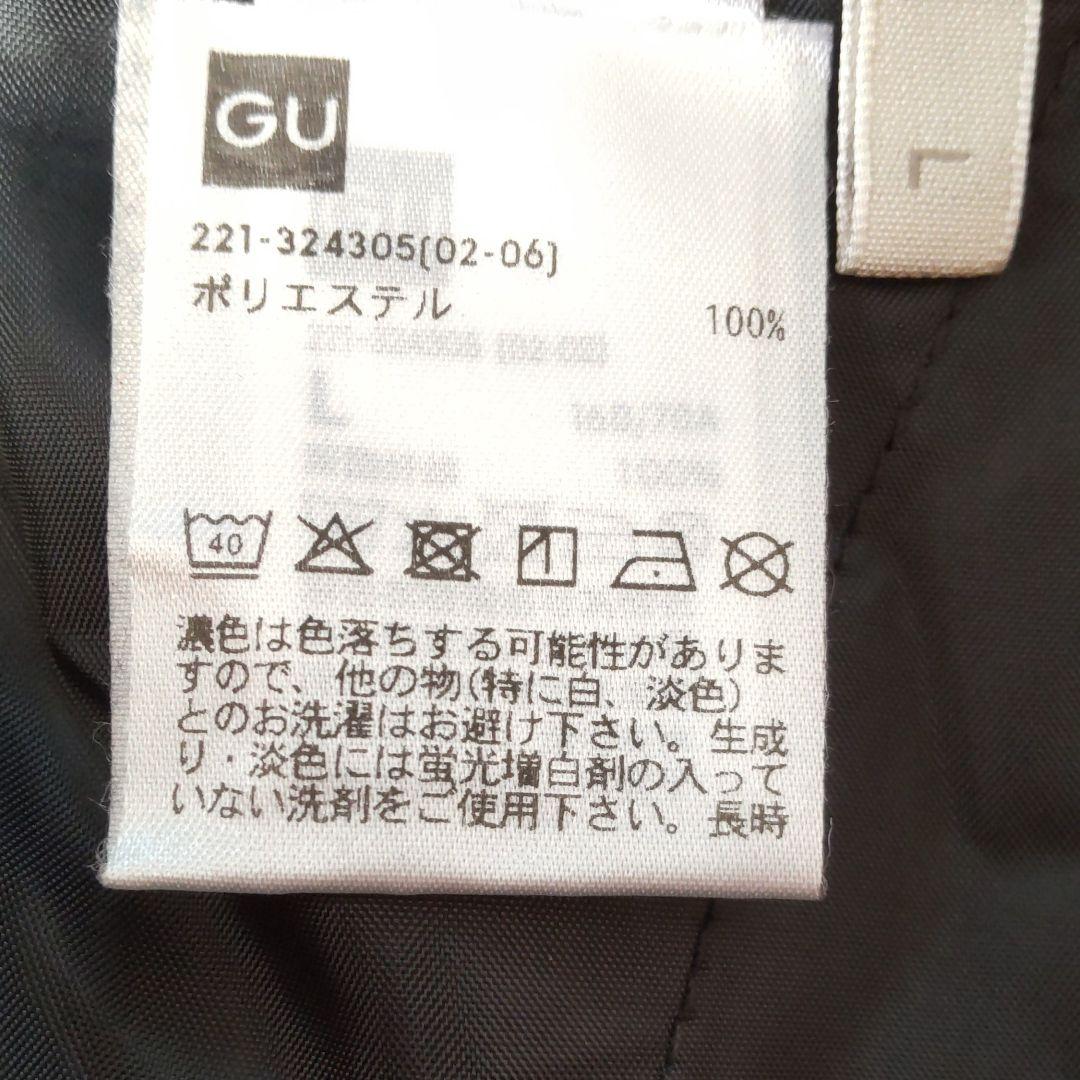 GU
L
221-324305(02-06)
ポリエステル 100%
40
濃色は色落ちする可能性がありま
すので、他の物(特に白、淡色)
とのお洗濯はお避け下さい。生成
り・淡色には蛍光増白剤の入って
いない洗剤をご使用下さい。長時